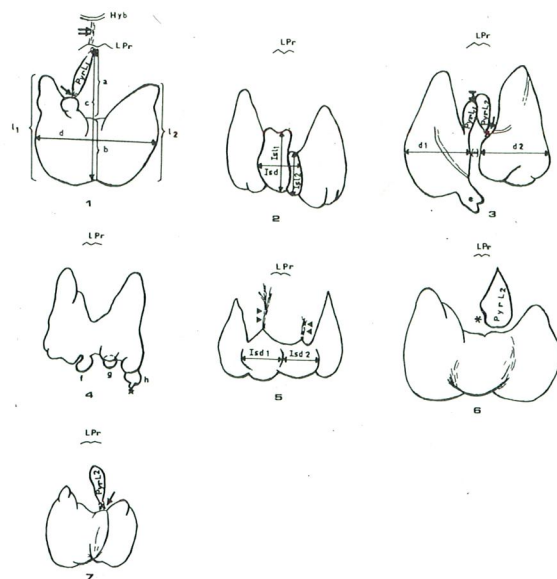 Hyb
LPr
PyrL1
a
c
l1
d
b
l2
1
LPr
Isl1
Isd
Isl2
2
LPr
PyrL1
PyrL2
d1
d2
3
LPr
f
g
h
4
LPr
Isd1
Isd2
5
LPr
PyrL2
*
6
LPr
PyrL2
7